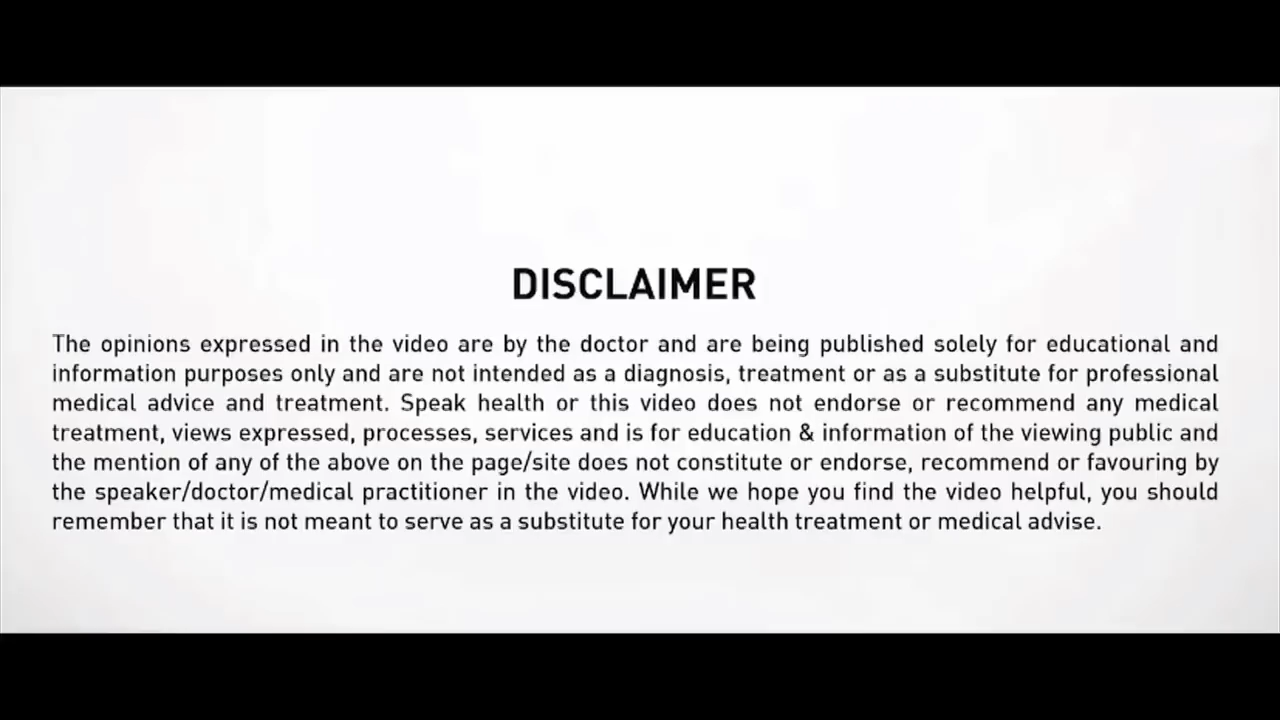 DISCLAIMER
The opinions expressed in the video are by the doctor and are being published solely for educational and
information purposes only and are not intended as a diagnosis, treatment or as a substitute for professional
medical advice and treatment. Speak health or this video does not endorse or recommend any medical
treatment, views expressed, processes, services and is for education & information of the viewing public and
the mention of any of the above on the page/site does not constitute or endorse, recommend or favouring by
the speaker/doctor/medical practitioner in the video. While we hope you find the video helpful, you should
remember that it is not meant to serve as a substitute for your health treatment or medical advise.